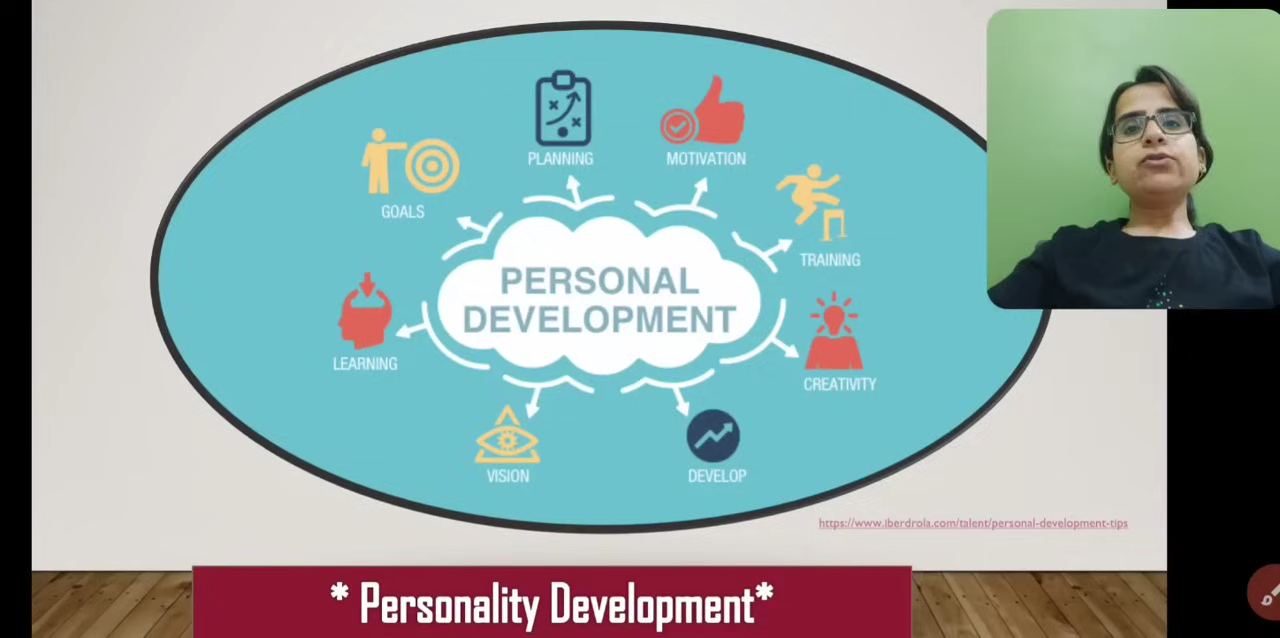 PLANNING
MOTIVATION
GOALS
TRAINING
PERSONAL
DEVELOPMENT
LEARNING
CREATIVITY
VISION
DEVELOP
https://www.iberdrola.com/talent/personal-development-tips
* Personality Development*